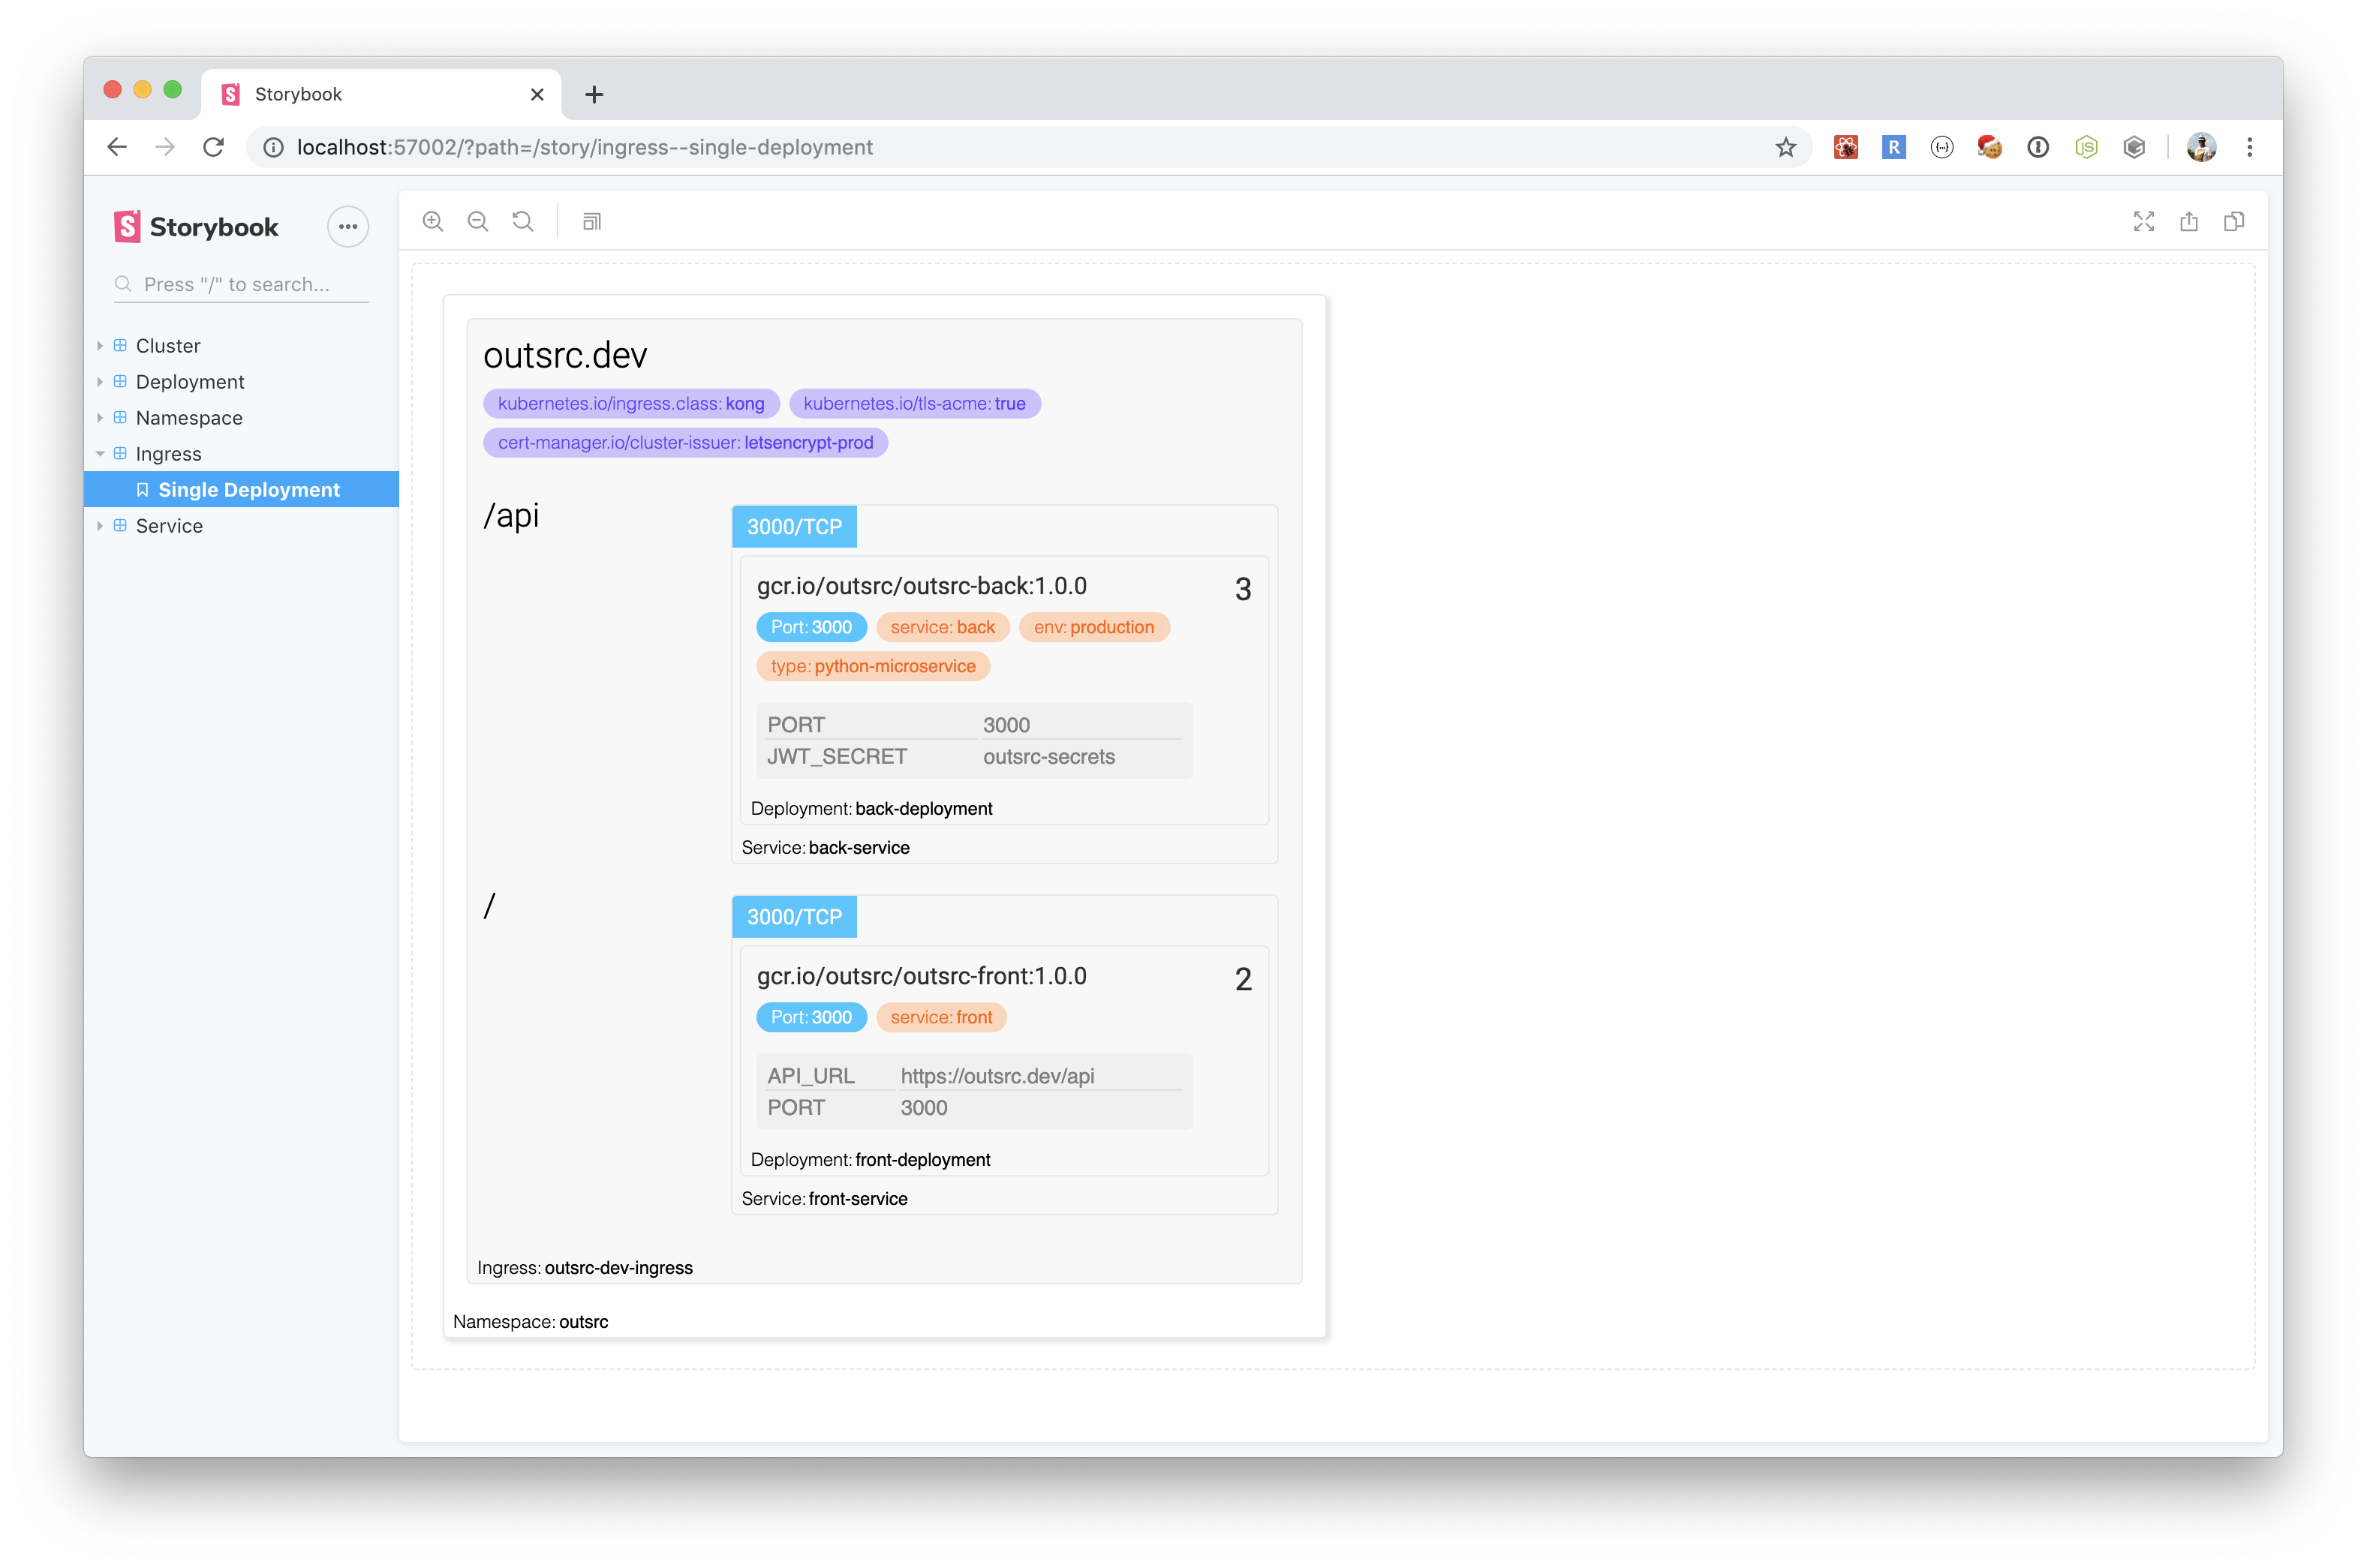 Storybook
localhost:57002/?path=/story/ingress--single-deployment
R
JS
Storybook
Press "/" to search...
Cluster
Deployment
Namespace
Ingress
Single Deployment
Service
outsrc.dev
kubernetes.io/ingress.class: kong
kubernetes.io/tls-acme: true
cert-manager.io/cluster-issuer: letsencrypt-prod
/api
3000/TCP
gcr.io/outsrc/outsrc-back:1.0.0
3
Port: 3000
service: back
env: production
type: python-microservice
PORT 3000
JWT_SECRET outsrc-secrets
Deployment: back-deployment
Service: back-service
/
3000/TCP
gcr.io/outsrc/outsrc-front:1.0.0
2
Port: 3000
service: front
API_URL https://outsrc.dev/api
PORT 3000
Deployment: front-deployment
Service: front-service
Ingress: outsrc-dev-ingress
Namespace: outsrc